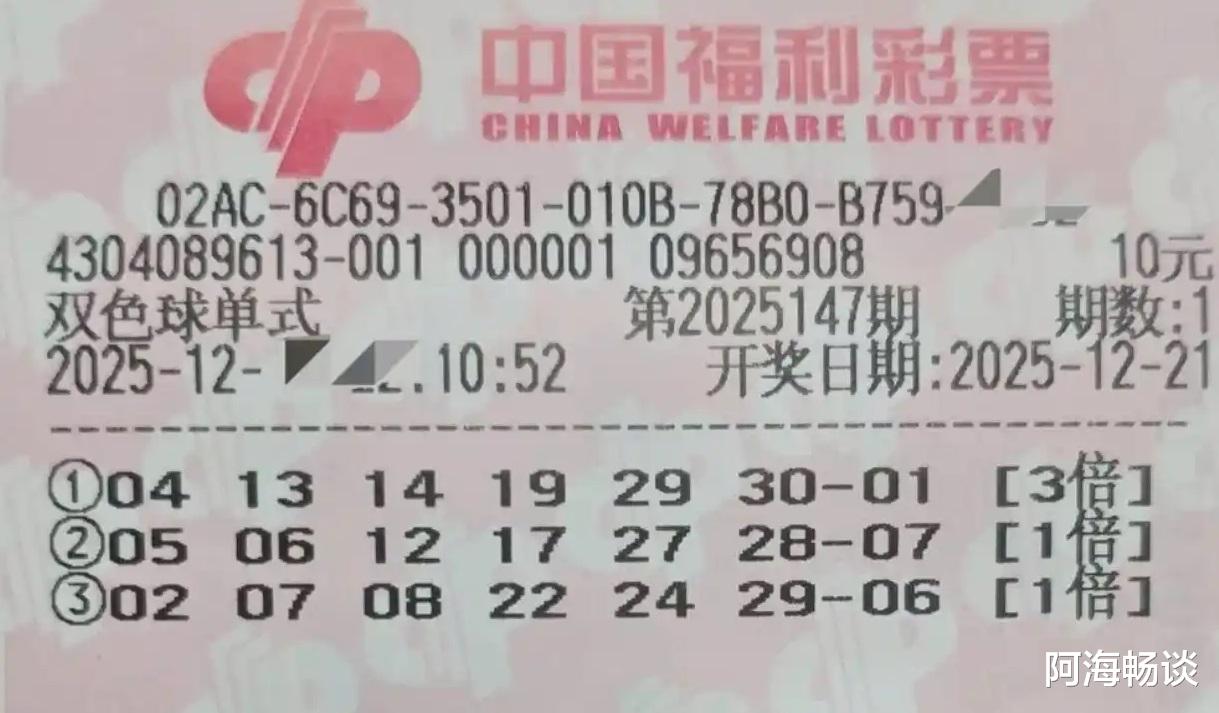 中国福利彩票
CHINA WELFARE LOTTERY
02AC-6C69-3501-010B-78B0-B759-
4304089613-001 000001 09656908 10元
双色球单式 第2025147期 期数:1
2025-12- .10:52 开奖日期:2025-12-21
①04 13 14 19 29 30-01 [3倍]
②05 06 12 17 27 28-07 [1倍]
③02 07 08 22 24 29-06 [1倍]
阿海畅谈